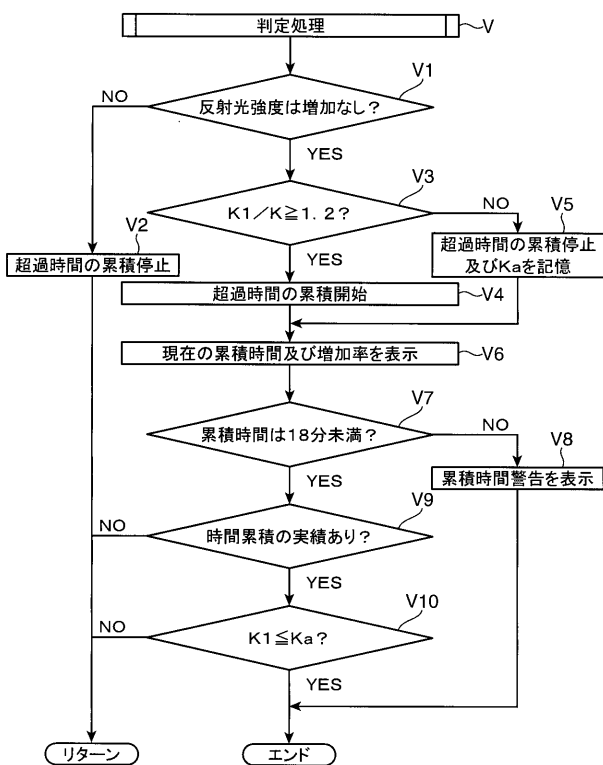 判定処理
V
V1
NO
反射光強度は増加なし?
YES
V3
NO
K1/K≧1.2?
V5
V2
超過時間の累積停止
YES
超過時間の累積停止
及びKaを記憶
超過時間の累積開始
V4
現在の累積時間及び増加率を表示
V6
V7
NO
累積時間は18分未満?
V8
累積時間警告を表示
YES
V9
NO
時間累積の実績あり?
YES
V10
NO
K1≦Ka?
YES
リターン
エンド